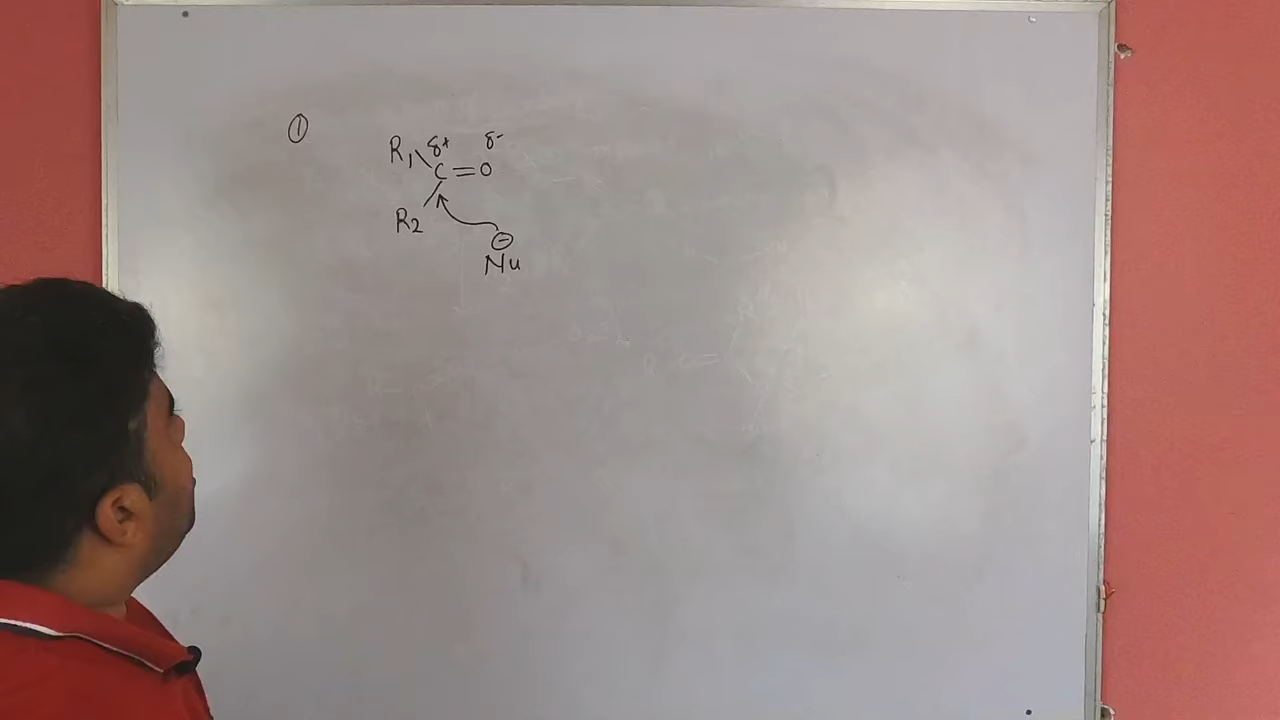 ①
R₁ δ+ δ-
C=O
R₂
⊖
Nu